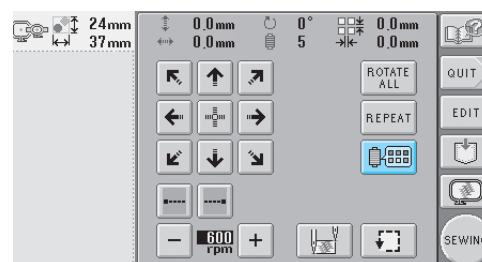 24mm 0.0mm 0° 0.0mm
37mm 0.0mm 5 0.0mm
ROTATE
ALL
QUIT
REPEAT
EDIT
600
rpm
SEWIN